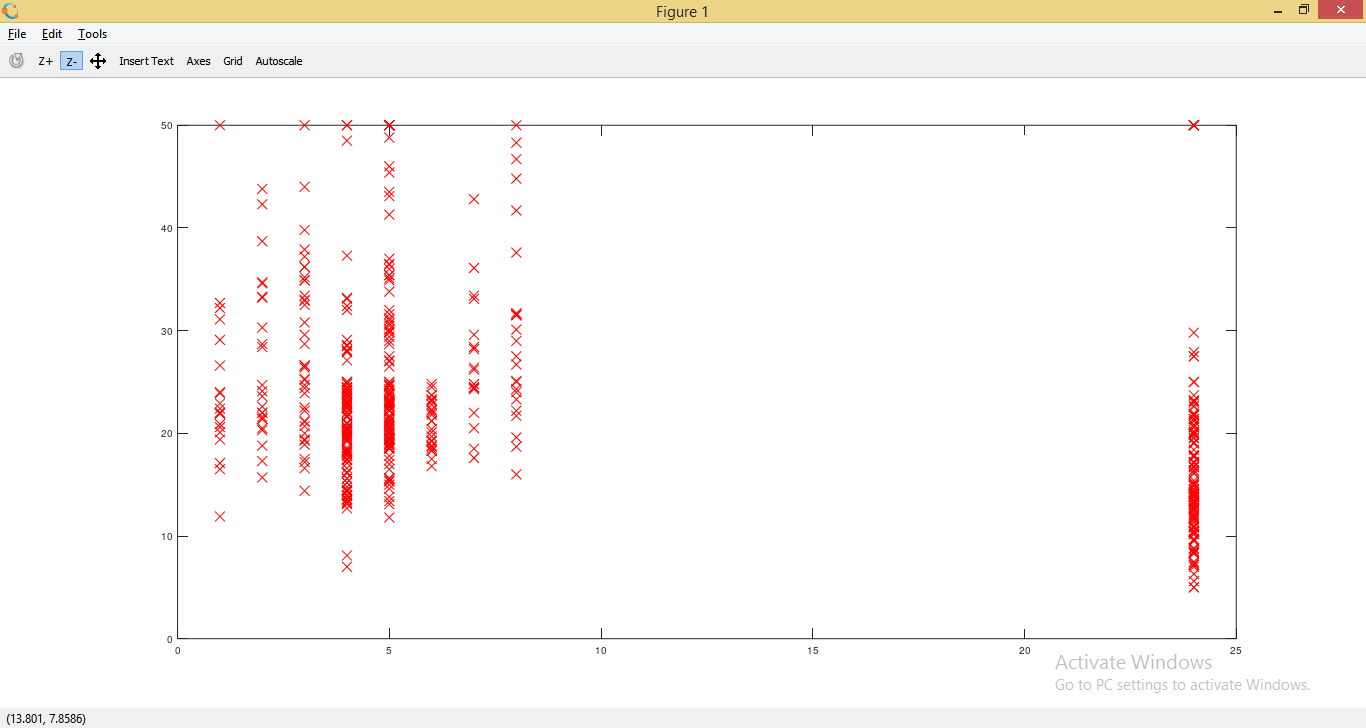 Figure 1
File Edit Tools
Z+ Z- Insert Text Axes Grid Autoscale
50
40
30
20
10
0
0 5 10 15 20 25
Activate Windows
Go to PC settings to activate Windows.
(13.801, 7.8586)